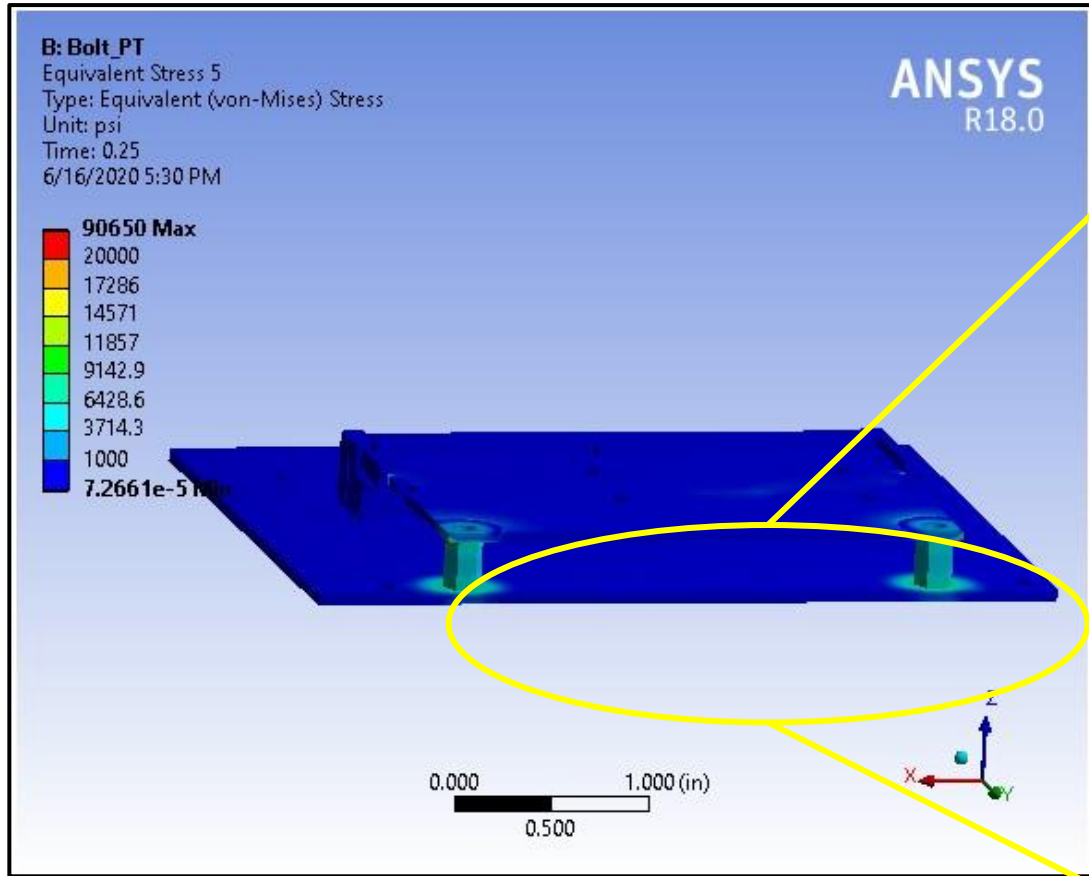 B: Bolt_PT
Equivalent Stress 5
Type: Equivalent (von-Mises) Stress
Unit: psi
Time: 0.25
6/16/2020 5:30 PM
ANSYS
R18.0
90650 Max
20000
17286
14571
11857
9142.9
6428.6
3714.3
1000
7.2661e-5
0.000
1.000 (in)
0.500
Z
X
Y